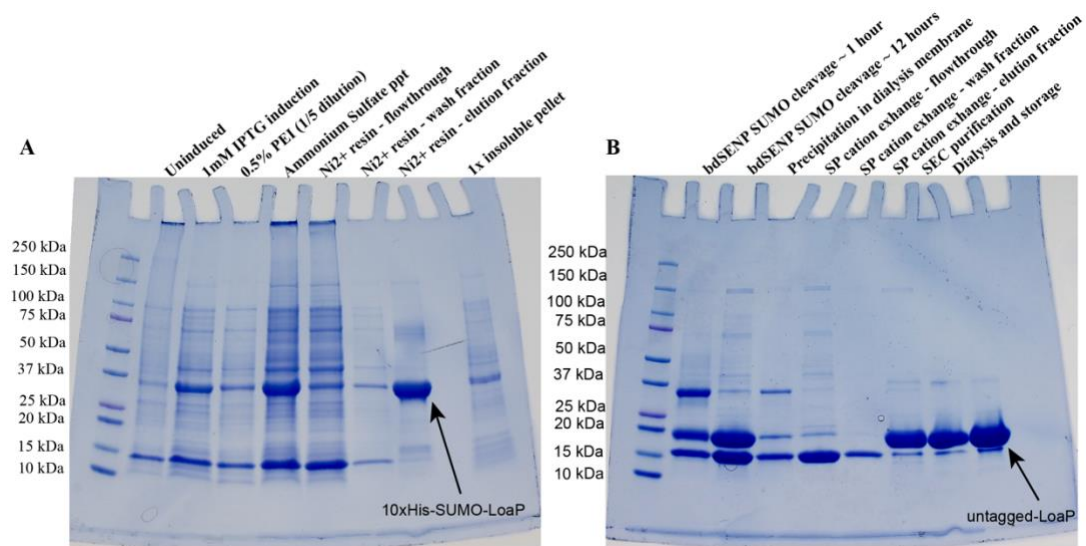 A
Uninduced
1mM IPTG induction
0.5% PEI (1/5 dilution)
Ammonium Sulfate ppt
Ni2+ resin - flowthrough
Ni2+ resin - wash fraction
Ni2+ resin - elution fraction
1x insoluble pellet
250 kDa
150 kDa
100 kDa
75 kDa
50 kDa
37 kDa
25 kDa
20 kDa
15 kDa
10 kDa
10xHis-SUMO-LoaP
B
bdSENP SUMO cleavage ~ 1 hour
bdSENP SUMO cleavage ~ 12 hours
Precipitation in dialysis membrane
SP cation exhange - flowthrough
SP cation exhange - wash fraction
SP cation exhange - elution fraction
SEC purification
Dialysis and storage
250 kDa
150 kDa
100 kDa
75 kDa
50 kDa
37 kDa
25 kDa
20 kDa
15 kDa
10 kDa
untagged-LoaP